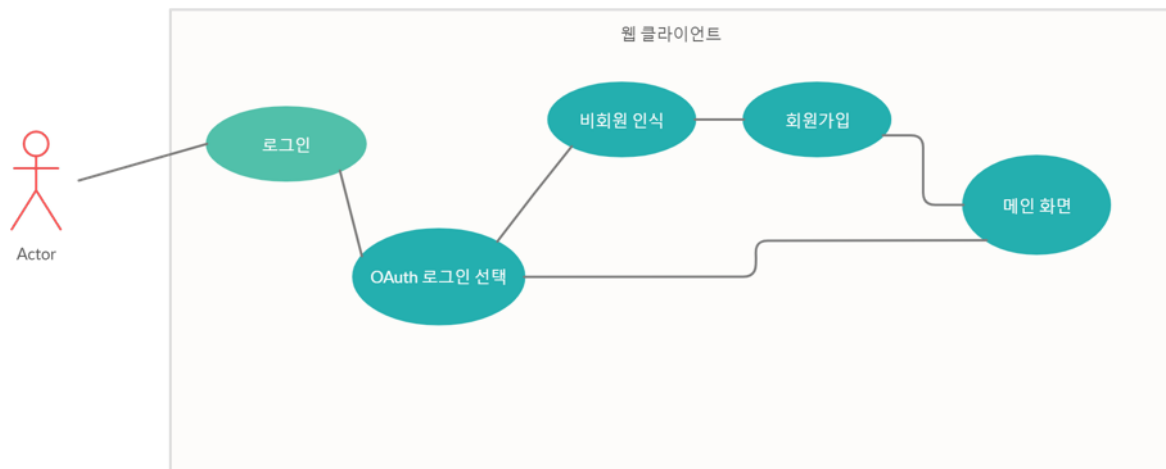 웹 클라이언트
Actor
로그인
OAuth 로그인 선택
비회원 인식
회원가입
메인 화면